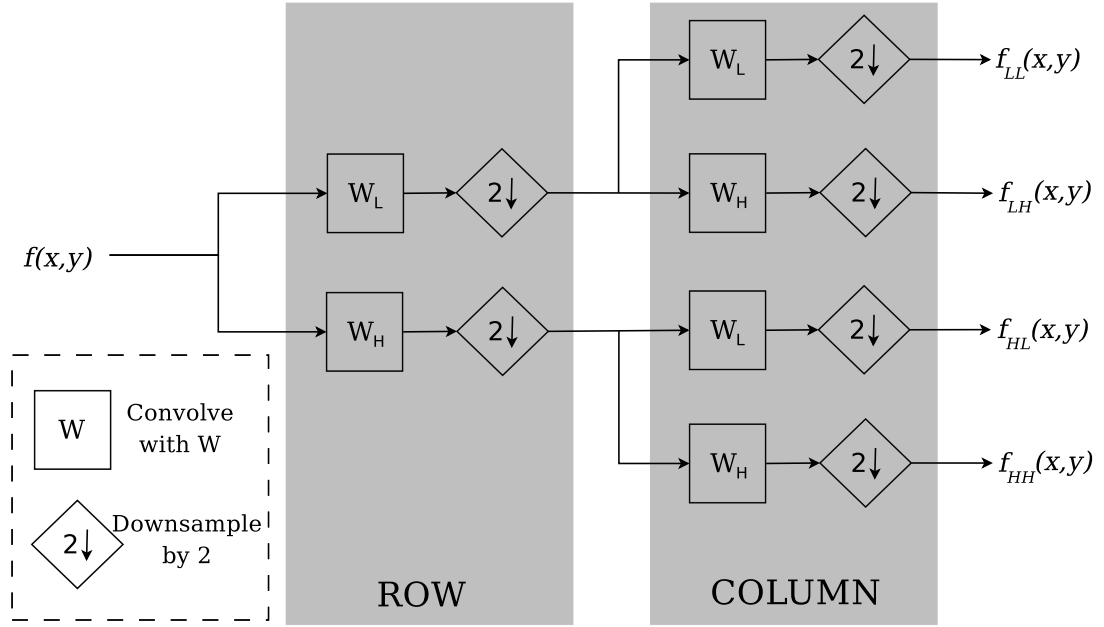 W_L 2↓ f_LL(x,y)
W_L 2↓ W_H 2↓ f_LH(x,y)
f(x,y)
W_H 2↓ W_L 2↓ f_HL(x,y)
W_H 2↓ f_HH(x,y)
W Convolve
with W
2↓ Downsample
by 2
ROW COLUMN